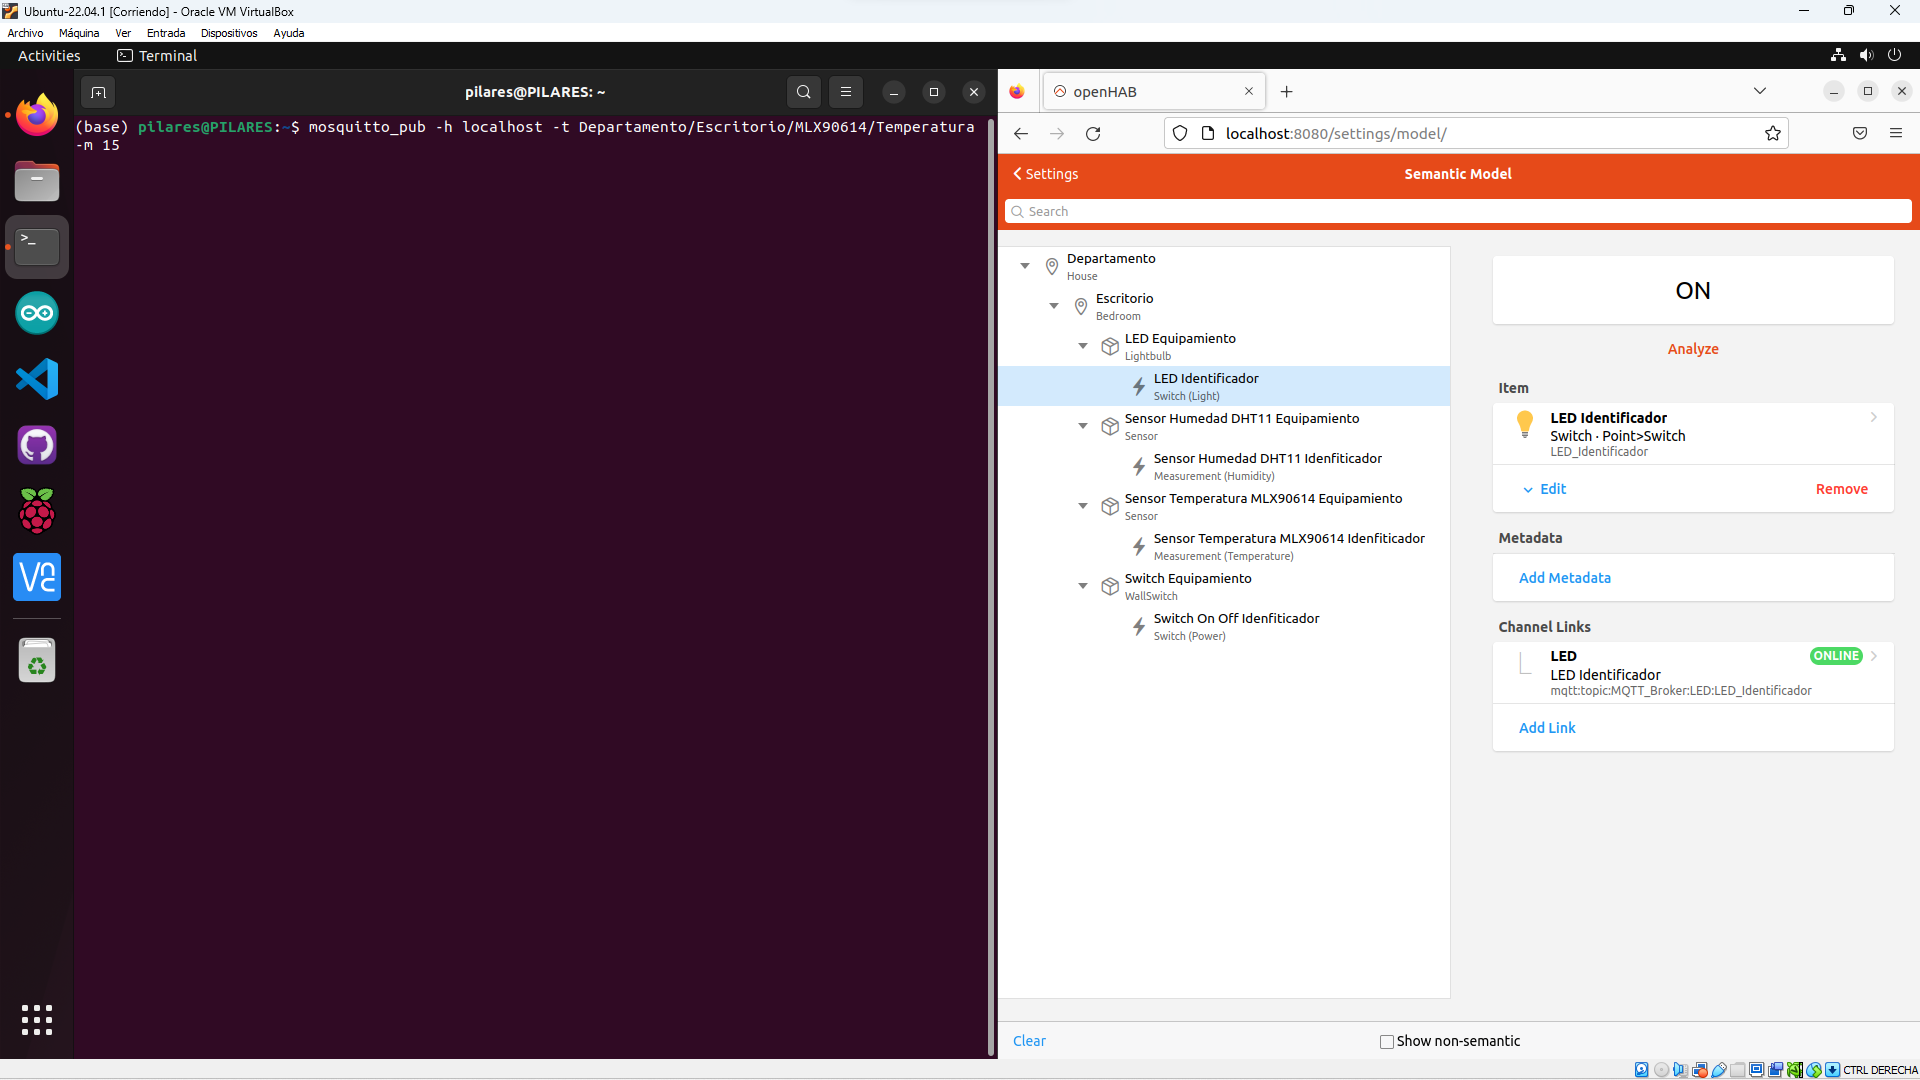 Ubuntu-22.04.1 [Corriendo] - Oracle VM VirtualBox
Archivo Máquina Ver Entrada Dispositivos Ayuda
Activities Terminal
pilares@PILARES: ~
(base) pilares@PILARES:~$ mosquitto_pub -h localhost -t Departamento/Escritorio/MLX90614/Temperatura
-m 15
openHAB
localhost:8080/settings/model/
Settings
Semantic Model
Search
Departamento
House
Escritorio
Bedroom
LED Equipamiento
Lightbulb
LED Identificador
Switch (Light)
Sensor Humedad DHT11 Equipamiento
Sensor
Sensor Humedad DHT11 Idenfiticador
Measurement (Humidity)
Sensor Temperatura MLX90614 Equipamiento
Sensor
Sensor Temperatura MLX90614 Idenfiticador
Measurement (Temperature)
Switch Equipamiento
WallSwitch
Switch On Off Idenfiticador
Switch (Power)
ON
Analyze
Item
LED Identificador
Switch · Point>Switch
LED_Identificador
Edit
Remove
Metadata
Add Metadata
Channel Links
LED
ONLINE
LED Identificador
mqtt:topic:MQTT_Broker:LED:LED_Identificador
Add Link
Clear
Show non-semantic
CTRL DERECHA